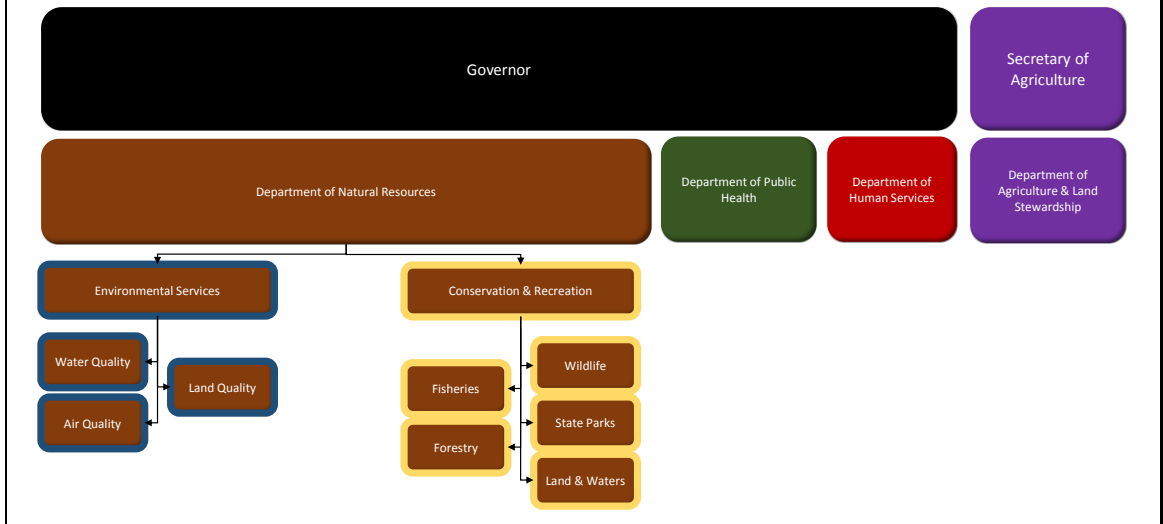 Governor
Secretary of
Agriculture
Department of Natural Resources
Department of Public
Health
Department of
Human Services
Department of
Agriculture & Land
Stewardship
Environmental Services
Conservation & Recreation
Water Quality
Land Quality
Air Quality
Wildlife
Fisheries
State Parks
Forestry
Land & Waters